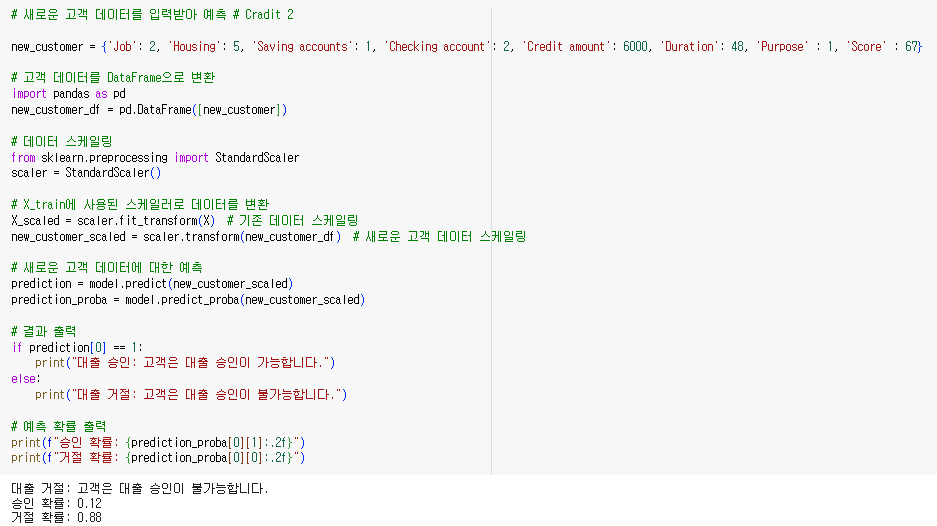 # 새로운 고객 데이터를 입력받아 예측 # Cradit 2
new_customer = {'Job': 2, 'Housing': 5, 'Saving accounts': 1, 'Checking account': 2, 'Credit amount': 6000, 'Duration': 48, 'Purpose' : 1, 'Score' : 67}
# 고객 데이터를 DataFrame으로 변환
import pandas as pd
new_customer_df = pd.DataFrame([new_customer])
# 데이터 스케일링
from sklearn.preprocessing import StandardScaler
scaler = StandardScaler()
# X_train에 사용된 스케일러로 데이터를 변환
X_scaled = scaler.fit_transform(X)  # 기존 데이터 스케일링
new_customer_scaled = scaler.transform(new_customer_df)  # 새로운 고객 데이터 스케일링
# 새로운 고객 데이터에 대한 예측
prediction = model.predict(new_customer_scaled)
prediction_proba = model.predict_proba(new_customer_scaled)
# 결과 출력
if prediction[0] == 1:
    print("대출 승인: 고객은 대출 승인이 가능합니다.")
else:
    print("대출 거절: 고객은 대출 승인이 불가능합니다.")
# 예측 확률 출력
print(f"승인 확률: {prediction_proba[0][1]:.2f}")
print(f"거절 확률: {prediction_proba[0][0]:.2f}")
대출 거절: 고객은 대출 승인이 불가능합니다.
승인 확률: 0.12
거절 확률: 0.88